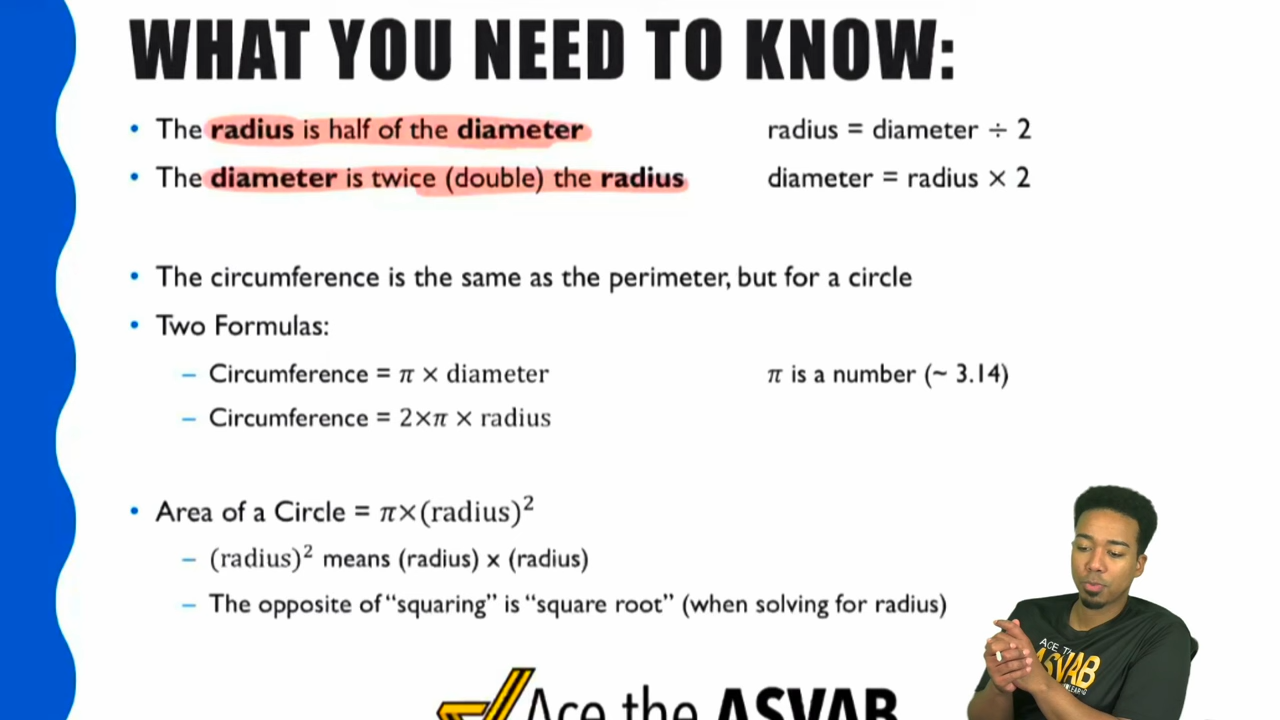 WHAT YOU NEED TO KNOW:
• The radius is half of the diameter radius = diameter ÷ 2
• The diameter is twice (double) the radius diameter = radius × 2
• The circumference is the same as the perimeter, but for a circle
• Two Formulas:
– Circumference = π × diameter π is a number (~ 3.14)
– Circumference = 2×π × radius
• Area of a Circle = π×(radius)²
– (radius)² means (radius) x (radius)
– The opposite of “squaring” is “square root” (when solving for radius)
Ace the ASVAB
ACE TH
ASVAB